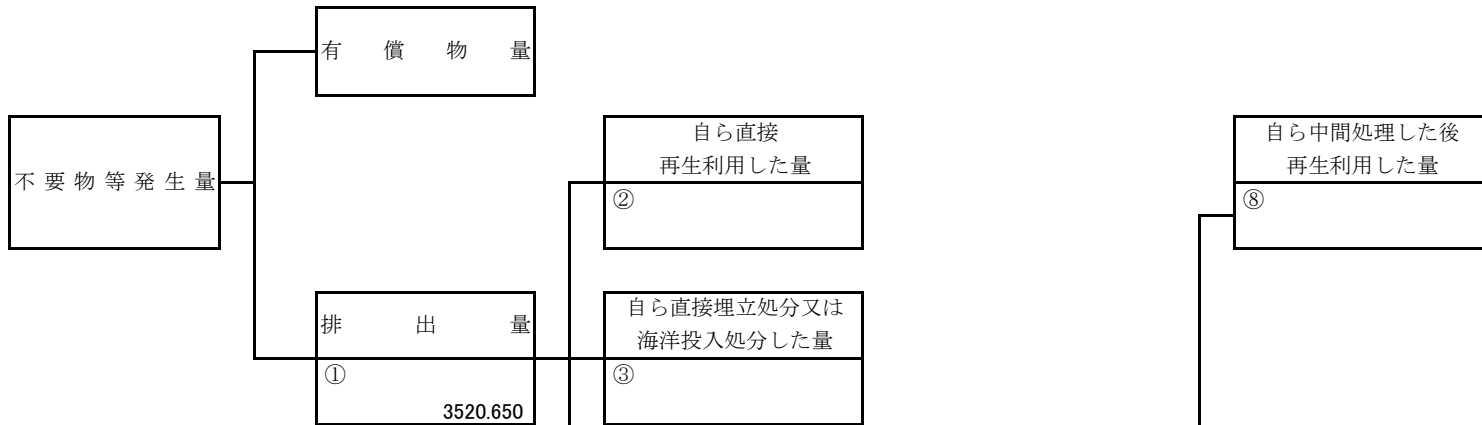 有償物量
自ら直接
再生利用した量
②
自ら中間処理した後
再生利用した量
⑧
不要物等発生量
排出量
①
3520.650
自ら直接埋立処分又は
海洋投入処分した量
③